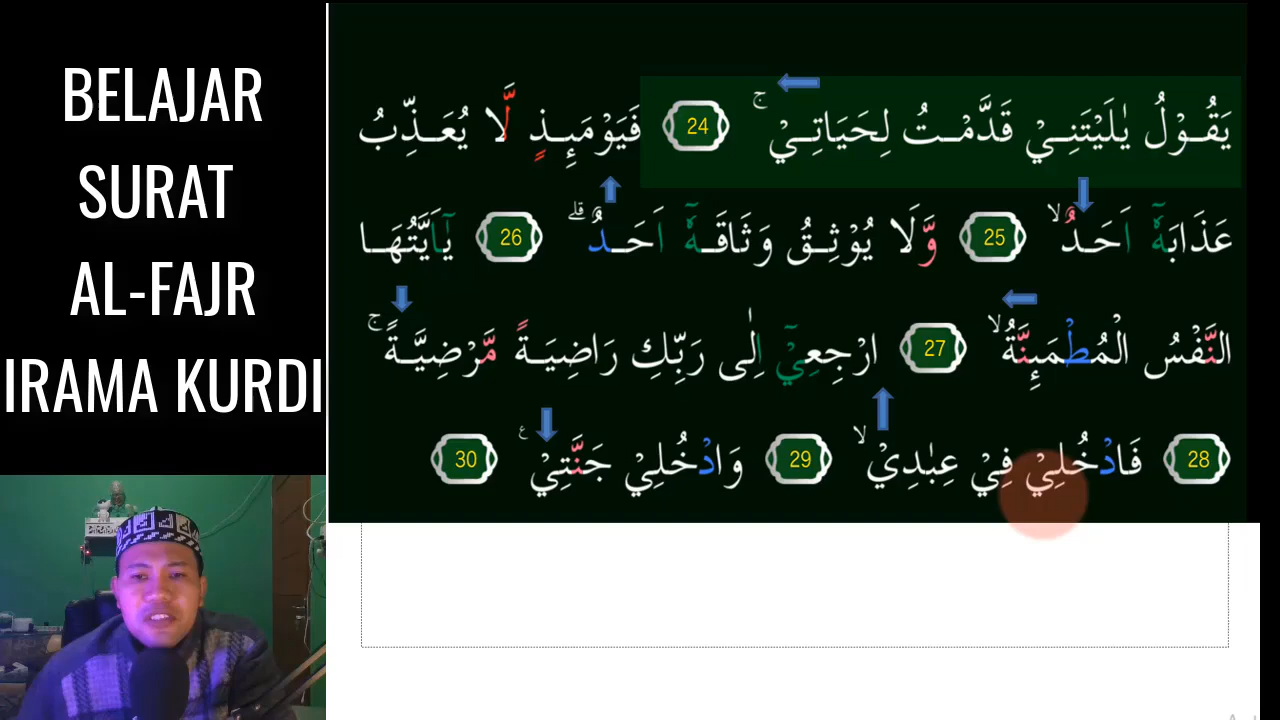 BELAJAR
SURAT
AL-FAJR
IRAMA KURDI
يَقُوْلُ يٰلَيْتَنِيْ قَدَّمْتُ لِحَيَاتِيْ ۚ 24 فَيَوْمَىِٕذٍ لَّا يُعَذِّبُ
عَذَابَهٗٓ اَحَدٌ ۙ 25 وَّلَا يُوْثِقُ وَثَاقَهٗٓ اَحَدٌ ۗ 26 يٰٓاَيَّتُهَا
النَّفْسُ الْمُطْمَىِٕنَّةُ ۙ 27 ارْجِعِيْٓ اِلٰى رَبِّكِ رَاضِيَةً مَّرْضِيَّةً ۚ
28 فَادْخُلِيْ فِيْ عِبٰدِيْ ۙ 29 وَادْخُلِيْ جَنَّتِيْ ࣖ 30